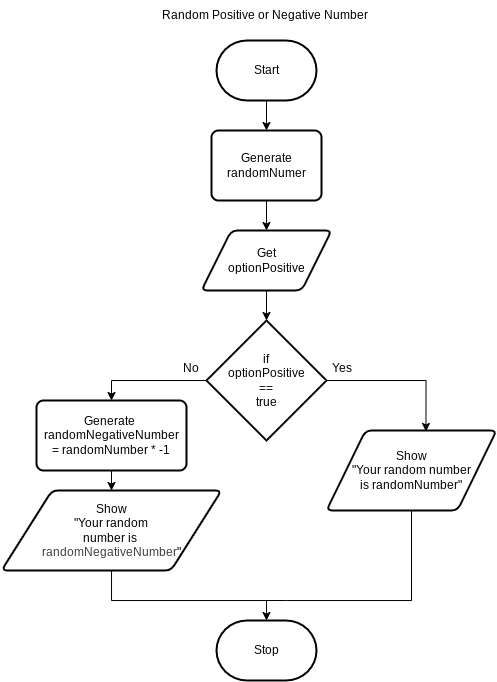 Random Positive or Negative Number
Start
Generate
randomNumer
Get
optionPositive
if
optionPositive
==
true
No
Yes
Generate
randomNegativeNumber
= randomNumber * -1
Show
"Your random number
is randomNumber"
Show
"Your random
number is
randomNegativeNumber"
Stop